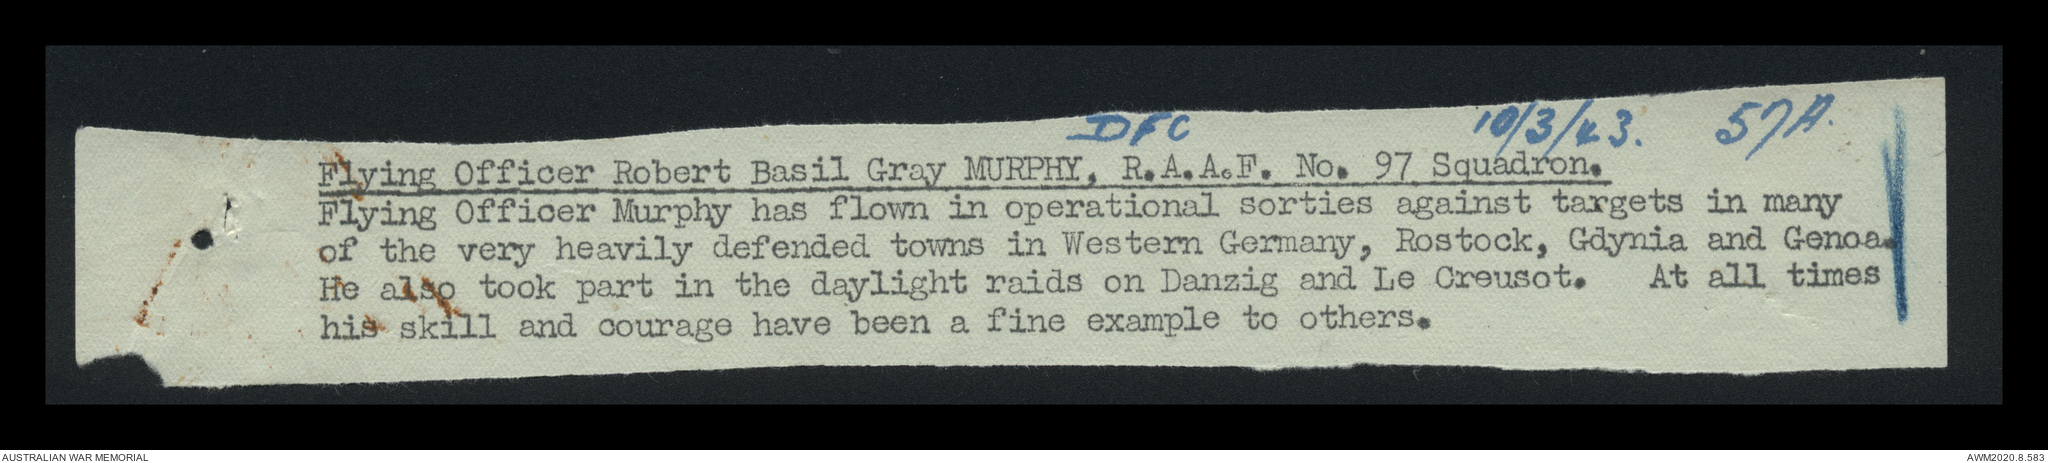 DFC 10/3/43. 57A.
Flying Officer Robert Basil Gray MURPHY, R.A.A.F. No. 97 Squadron.
Flying Officer Murphy has flown in operational sorties against targets in many
of the very heavily defended towns in Western Germany, Rostock, Gdynia and Genoa.
He also took part in the daylight raids on Danzig and Le Creusot. At all times
his skill and courage have been a fine example to others.
AUSTRALIAN WAR MEMORIAL AWM2020.8.583